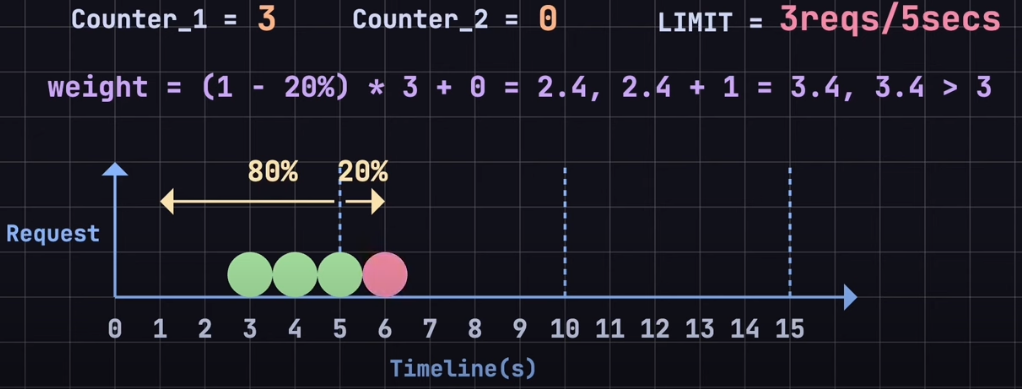 Counter_1 = 3 Counter_2 = 0 LIMIT = 3reqs/5secs
weight = (1 - 20%) * 3 + 0 = 2.4, 2.4 + 1 = 3.4, 3.4 > 3
80% 20%
Request
0 1 2 3 4 5 6 7 8 9 10 11 12 13 14 15
Timeline(s)